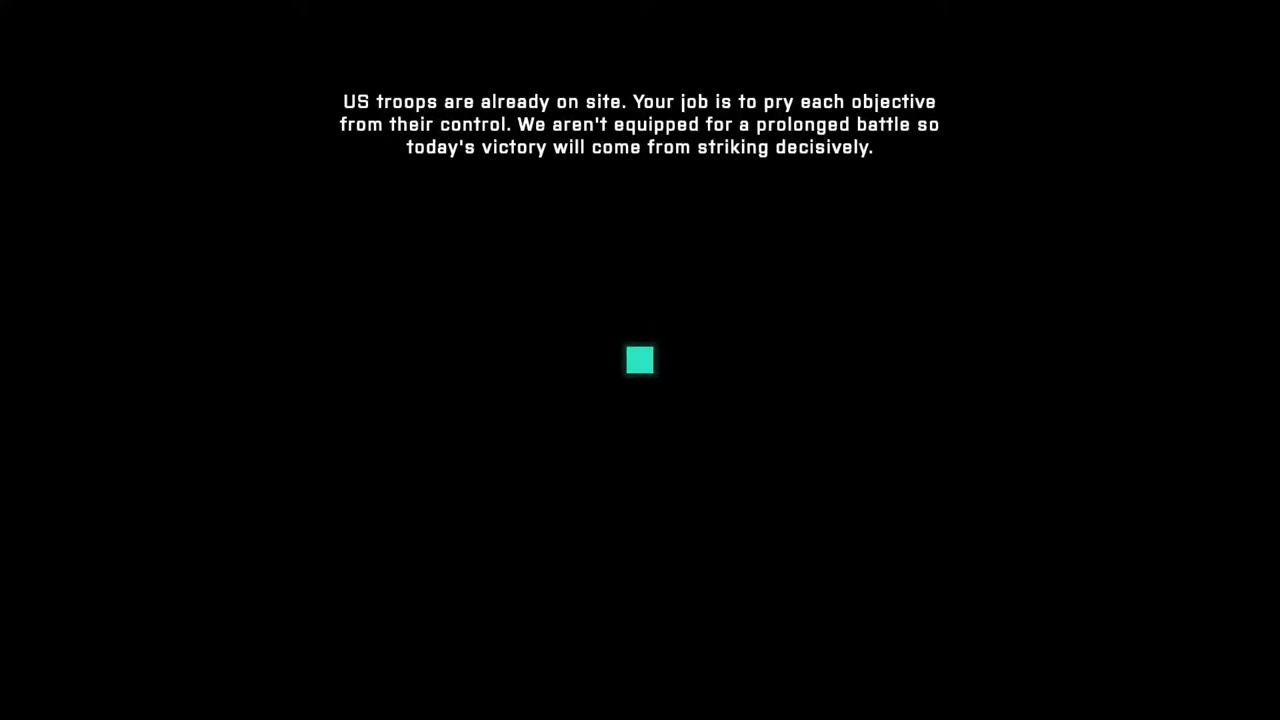 US troops are already on site. Your job is to pry each objective
from their control. We aren't equipped for a prolonged battle so
today's victory will come from striking decisively.